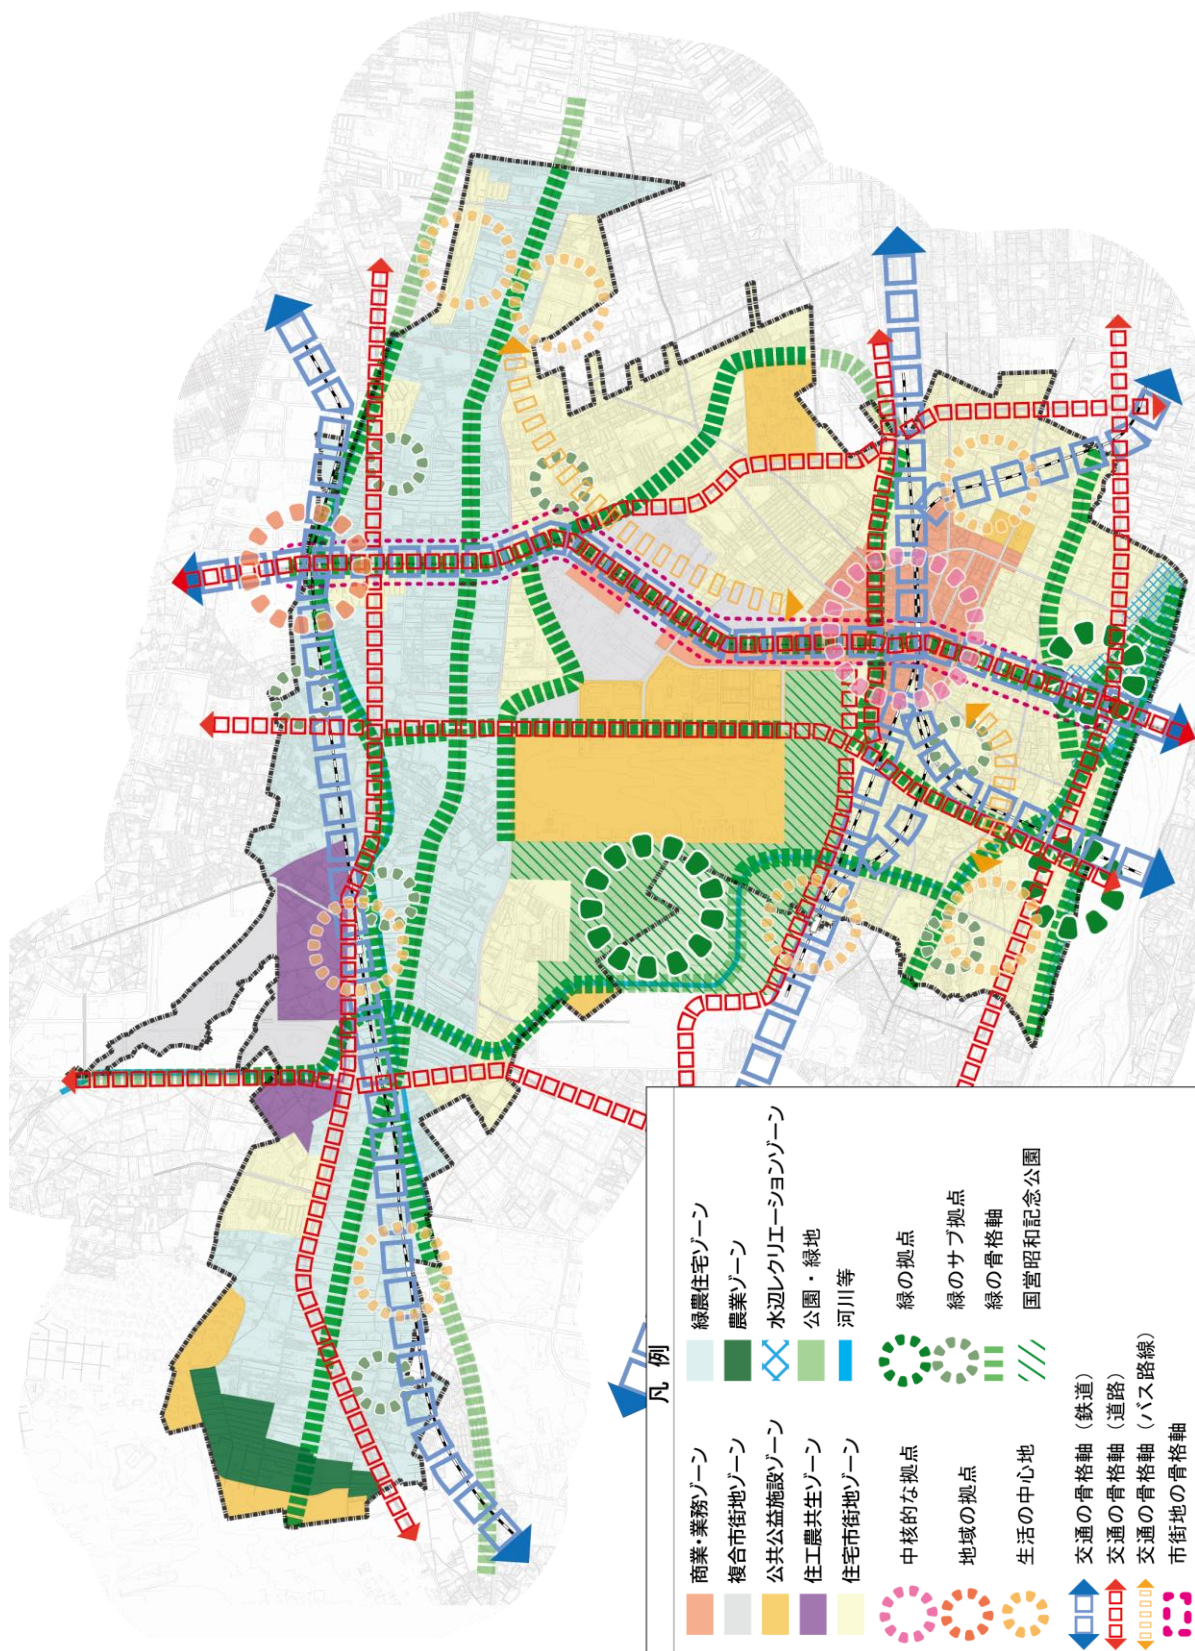 凡 例
商業・業務ゾーン
複合市街地ゾーン
公共公益施設ゾーン
住工農共生ゾーン
住宅市街地ゾーン
緑農住宅ゾーン
農業ゾーン
水辺レクリエーションゾーン
公園・緑地
河川等
中核的な拠点
地域の拠点
生活の中心地
緑の拠点
緑のサブ拠点
緑の骨格軸
国営昭和記念公園
交通の骨格軸（鉄道）
交通の骨格軸（道路）
交通の骨格軸（バス路線）
市街地の骨格軸